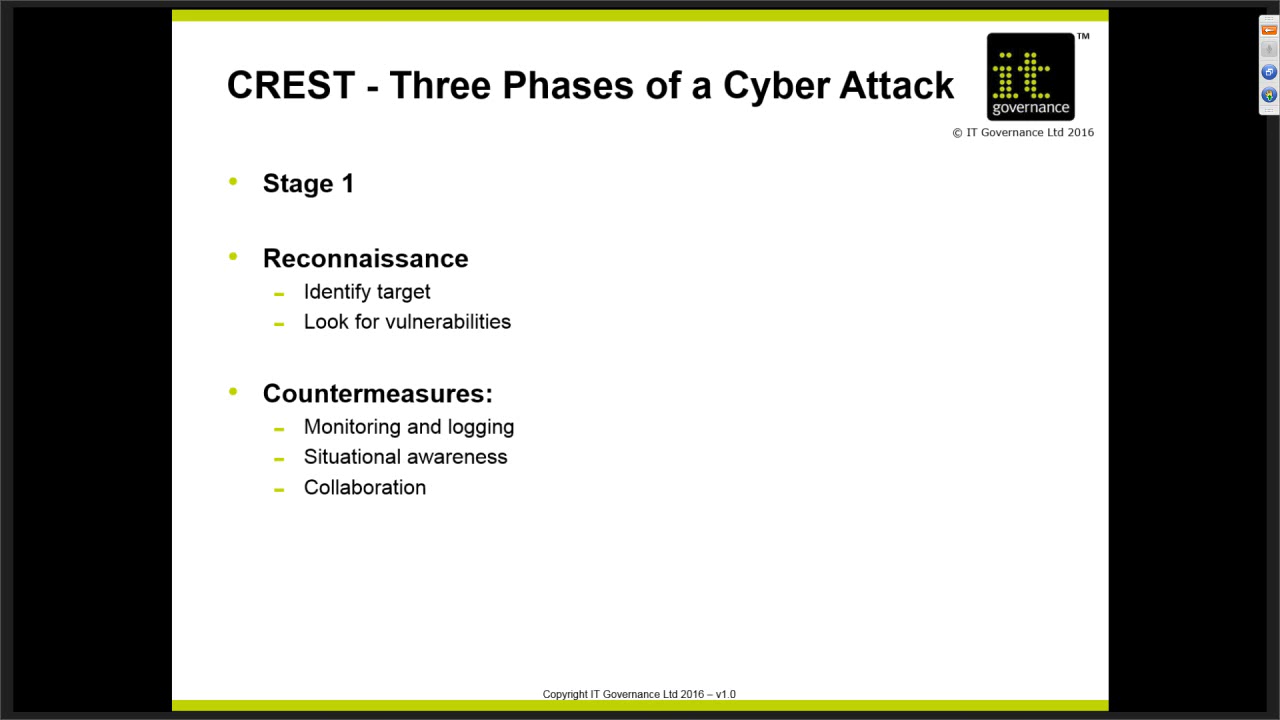 CREST - Three Phases of a Cyber Attack
it
governance
TM
© IT Governance Ltd 2016
• Stage 1
• Reconnaissance
– Identify target
– Look for vulnerabilities
• Countermeasures:
– Monitoring and logging
– Situational awareness
– Collaboration
Copyright IT Governance Ltd 2016 – v1.0